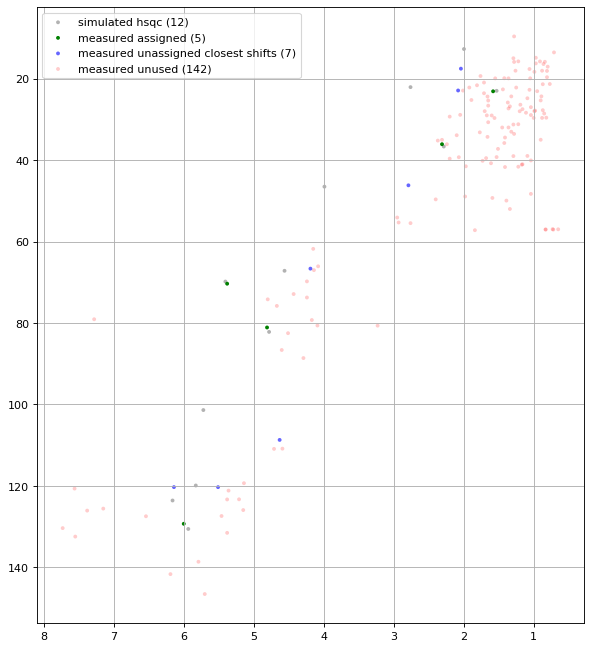 simulated hsqc (12)
measured assigned (5)
measured unassigned closest shifts (7)
measured unused (142)
20
40
60
80
100
120
140
8 7 6 5 4 3 2 1